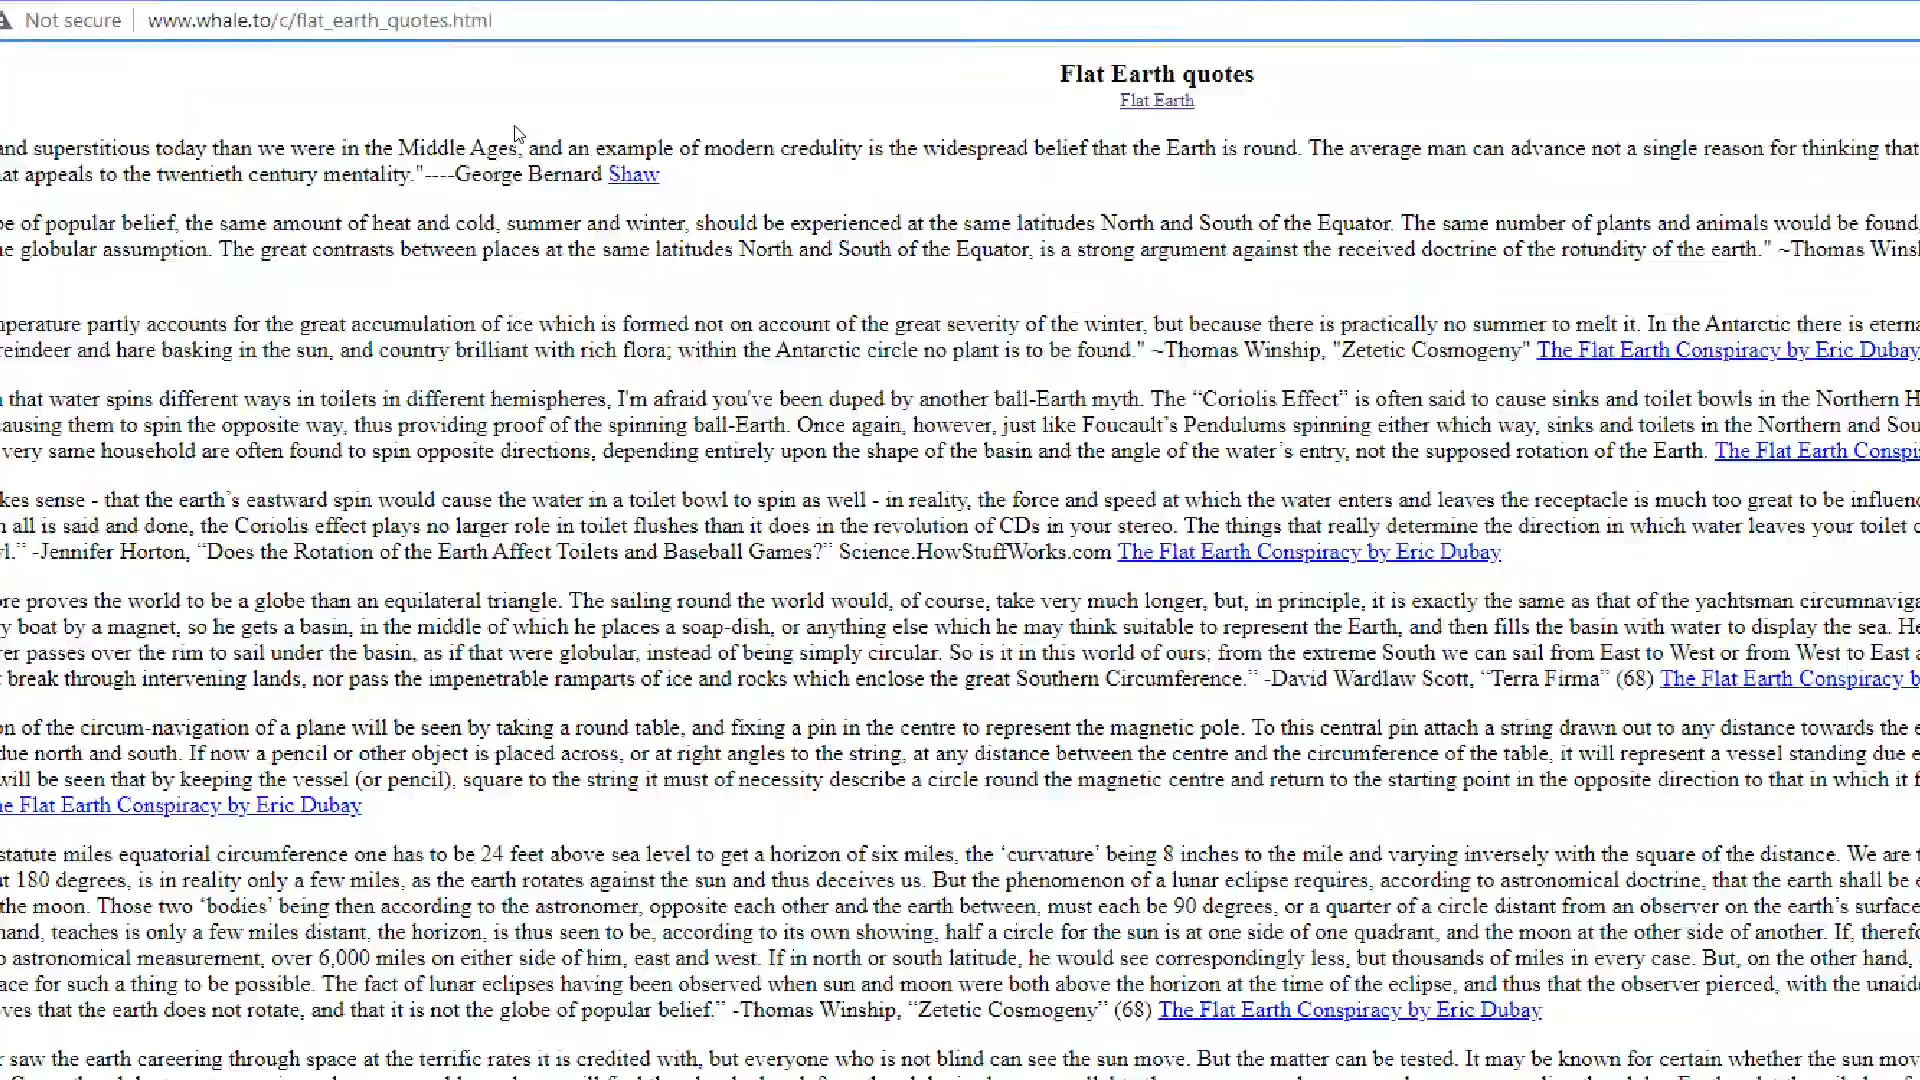 Not secure www.whale.to/c/flat_earth_quotes.html
Flat Earth quotes
Flat Earth
and superstitious today than we were in the Middle Ages, and an example of modern credulity is the widespread belief that the Earth is round. The average man can advance not a single reason for thinking that
at appeals to the twentieth century mentality."----George Bernard Shaw
of popular belief, the same amount of heat and cold, summer and winter, should be experienced at the same latitudes North and South of the Equator. The same number of plants and animals would be found,
globular assumption. The great contrasts between places at the same latitudes North and South of the Equator, is a strong argument against the received doctrine of the rotundity of the earth." ~Thomas
perature partly accounts for the great accumulation of ice which is formed not on account of the great severity of the winter, but because there is practically no summer to melt it. In the Antarctic there is
reindeer and hare basking in the sun, and country brilliant with rich flora; within the Antarctic circle no plant is to be found." ~Thomas Winship, "Zetetic Cosmogeny" The Flat Earth Conspiracy by Eric Dubay
that water spins different ways in toilets in different hemispheres, I'm afraid you've been duped by another ball-Earth myth. The “Coriolis Effect” is often said to cause sinks and toilet bowls in the Northern
causing them to spin the opposite way, thus providing proof of the spinning ball-Earth. Once again, however, just like Foucault’s Pendulums spinning either which way, sinks and toilets in the Northern and
very same household are often found to spin opposite directions, depending entirely upon the shape of the basin and the angle of the water’s entry, not the supposed rotation of the Earth. The Flat Earth
kes sense - that the earth’s eastward spin would cause the water in a toilet bowl to spin as well - in reality, the force and speed at which the water enters and leaves the receptacle is much too great to be
all is said and done, the Coriolis effect plays no larger role in toilet flushes than it does in the revolution of CDs in your stereo. The things that really determine the direction in which water leaves your toilet
l.” -Jennifer Horton, “Does the Rotation of the Earth Affect Toilets and Baseball Games?” Science.HowStuffWorks.com The Flat Earth Conspiracy by Eric Dubay
re proves the world to be a globe than an equilateral triangle. The sailing round the world would, of course, take very much longer, but, in principle, it is exactly the same as that of the yachtsman
boat by a magnet, so he gets a basin, in the middle of which he places a soap-dish, or anything else which he may think suitable to represent the Earth, and then fills the basin with water to display the sea. He
er passes over the rim to sail under the basin, as if that were globular, instead of being simply circular. So is it in this world of ours; from the extreme South we can sail from East to West or from West to East
break through intervening lands, nor pass the impenetrable ramparts of ice and rocks which enclose the great Southern Circumference.” -David Wardlaw Scott, “Terra Firma” (68) The Flat Earth Conspiracy
on of the circum-navigation of a plane will be seen by taking a round table, and fixing a pin in the centre to represent the magnetic pole. To this central pin attach a string drawn out to any distance towards the
due north and south. If now a pencil or other object is placed across, or at right angles to the string, at any distance between the centre and the circumference of the table, it will represent a vessel standing due
will be seen that by keeping the vessel (or pencil), square to the string it must of necessity describe a circle round the magnetic centre and return to the starting point in the opposite direction to that in which it
e Flat Earth Conspiracy by Eric Dubay
statute miles equatorial circumference one has to be 24 feet above sea level to get a horizon of six miles, the ‘curvature’ being 8 inches to the mile and varying inversely with the square of the distance. We are
180 degrees, is in reality only a few miles, as the earth rotates against the sun and thus deceives us. But the phenomenon of a lunar eclipse requires, according to astronomical doctrine, that the earth shall be
the moon. Those two ‘bodies’ being then according to the astronomer, opposite each other and the earth between, must each be 90 degrees, or a quarter of a circle distant from an observer on the earth’s surface
hand, teaches is only a few miles distant, the horizon, is thus seen to be, according to its own showing, half a circle for the sun is at one side of one quadrant, and the moon at the other side of another. If,
astronomical measurement, over 6,000 miles on either side of him, east and west. If in north or south latitude, he would see correspondingly less, but thousands of miles in every case. But, on the other hand,
ace for such a thing to be possible. The fact of lunar eclipses having been observed when sun and moon were both above the horizon at the time of the eclipse, and thus that the observer pierced, with the
ves that the earth does not rotate, and that it is not the globe of popular belief.” -Thomas Winship, “Zetetic Cosmogeny” (68) The Flat Earth Conspiracy by Eric Dubay
saw the earth careering through space at the terrific rates it is credited with, but everyone who is not blind can see the sun move. But the matter can be tested. It may be known for certain whether the sun